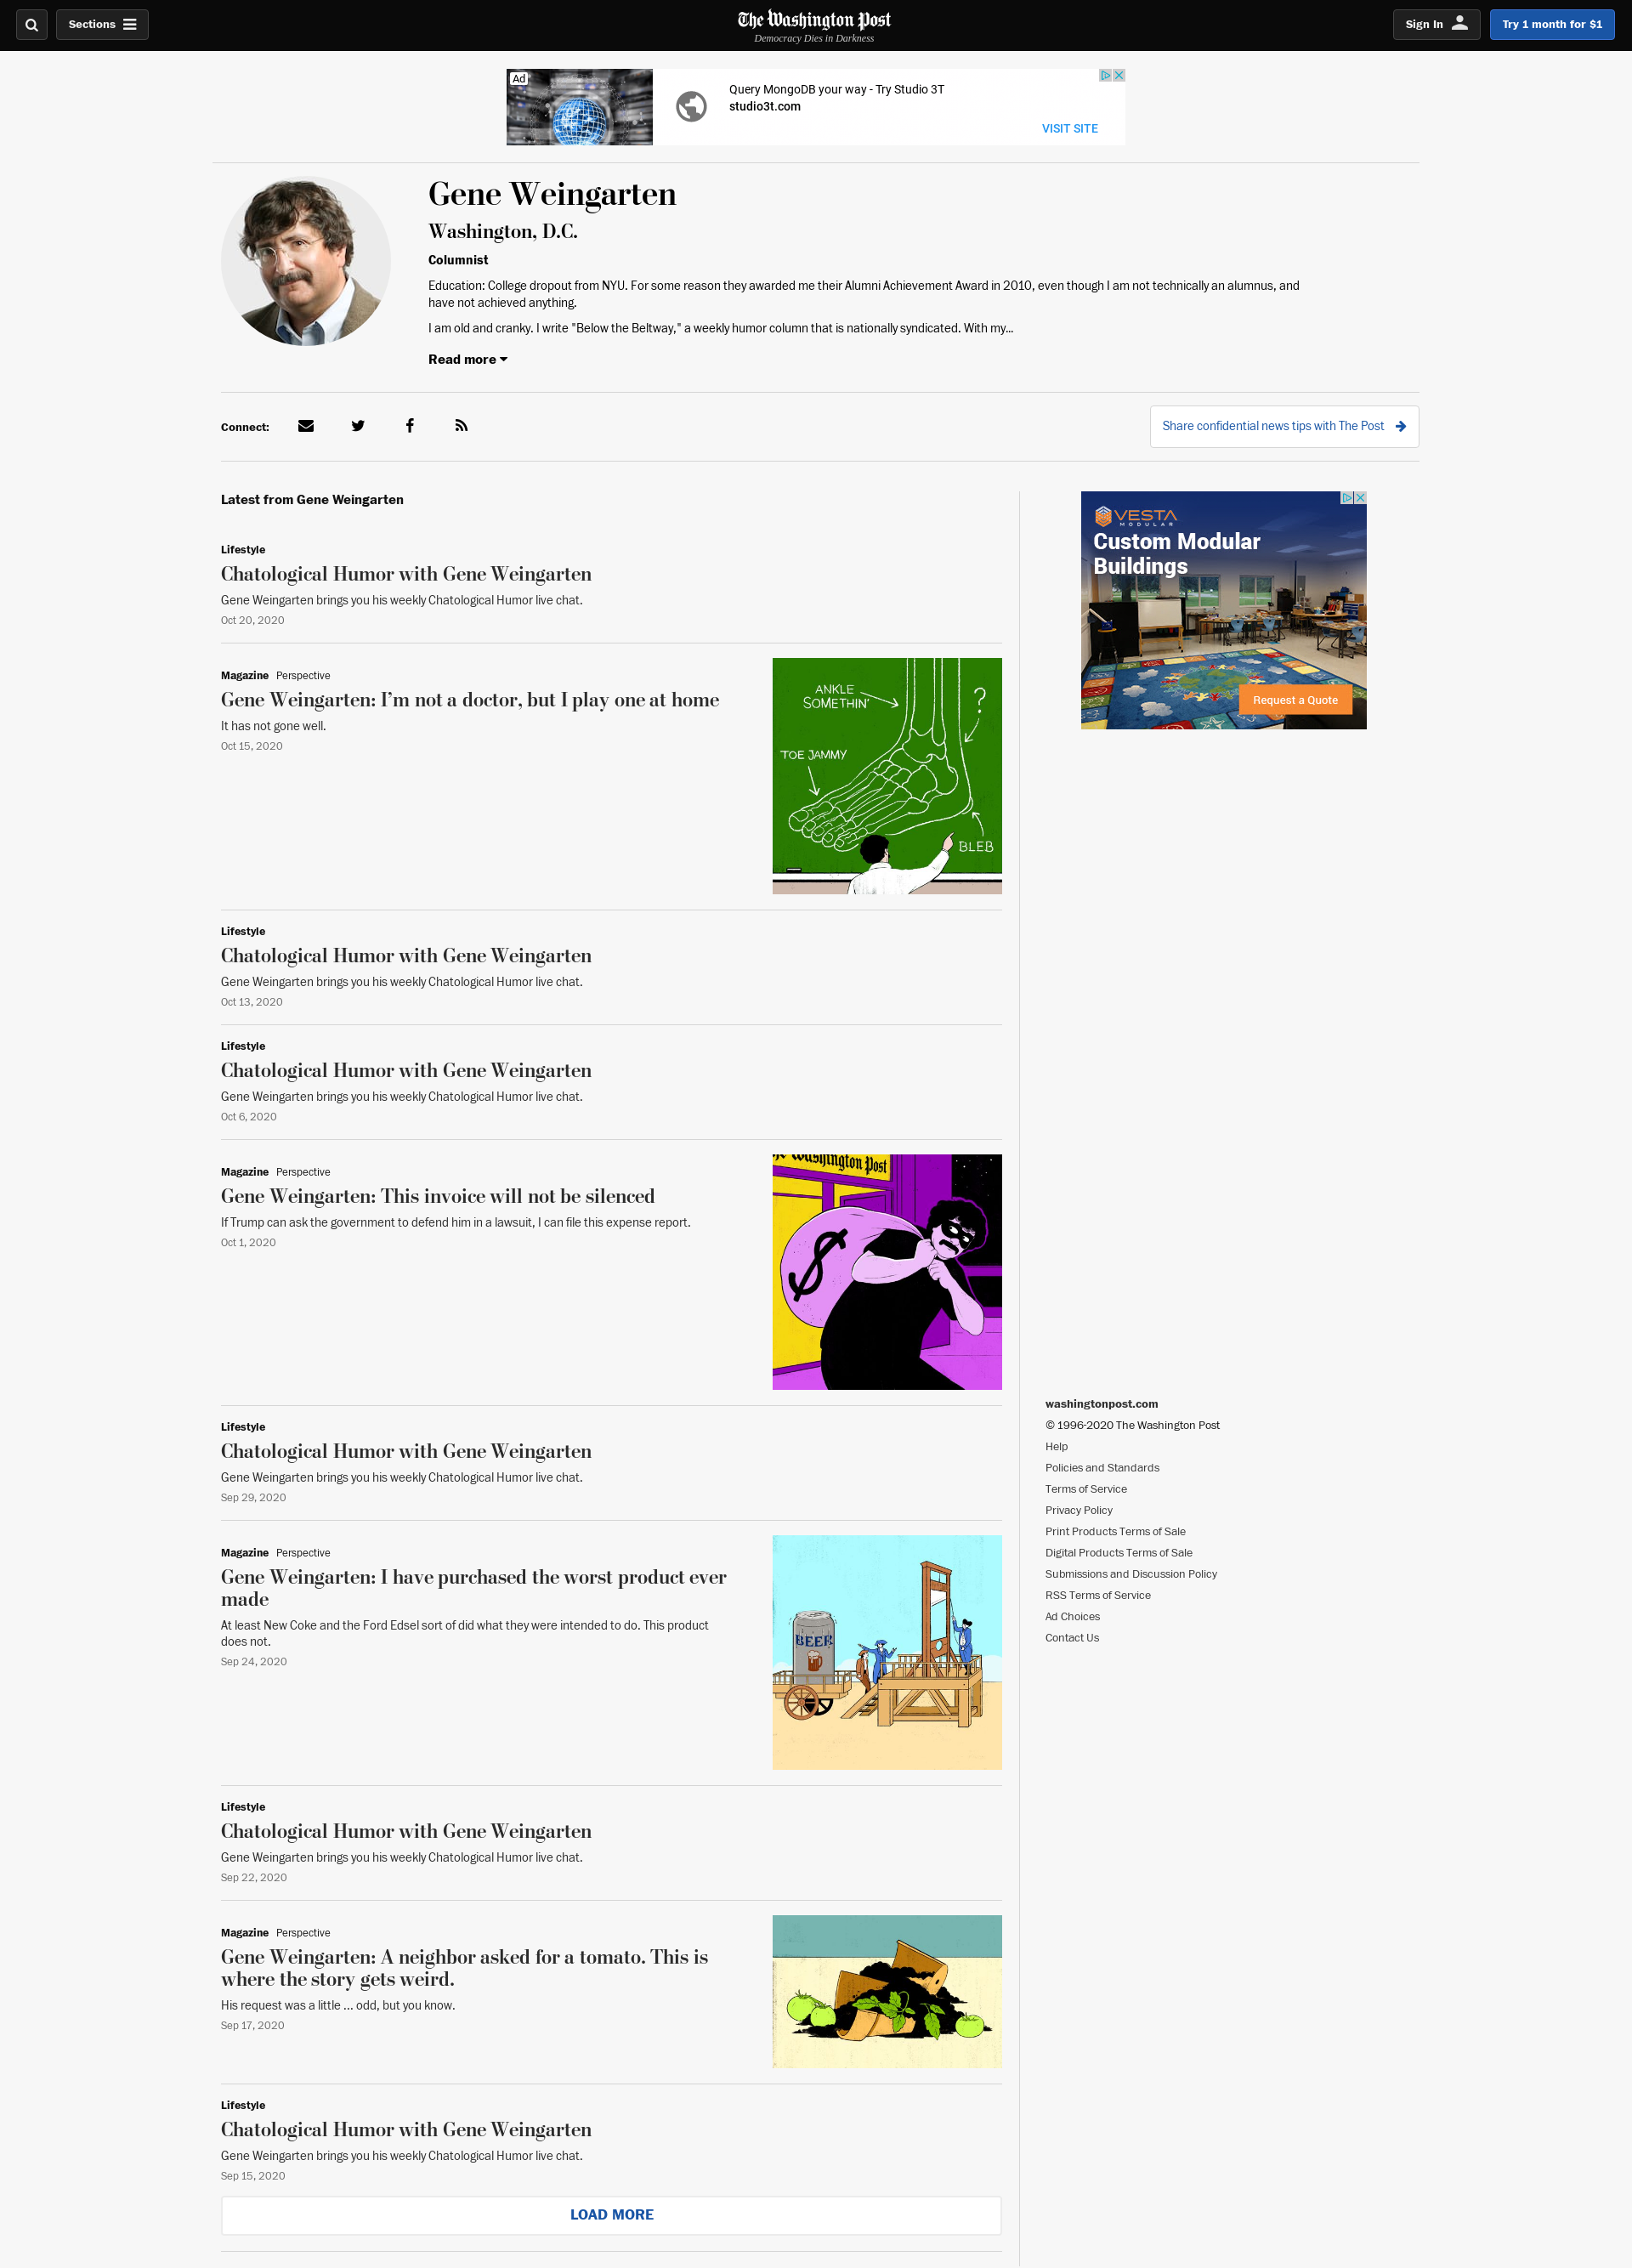 Sections
The Washington Post
Democracy Dies in Darkness
Sign In
Try 1 month for $1
Ad
Query MongoDB your way - Try Studio 3T
studio3t.com
VISIT SITE
Gene Weingarten
Washington, D.C.
Columnist
Education: College dropout from NYU. For some reason they awarded me their Alumni Achievement Award in 2010, even though I am not technically an alumnus, and
have not achieved anything.
I am old and cranky. I write "Below the Beltway," a weekly humor column that is nationally syndicated. With my...
Read more
Connect:
Share confidential news tips with The Post
Latest from Gene Weingarten
Lifestyle
Chatological Humor with Gene Weingarten
Gene Weingarten brings you his weekly Chatological Humor live chat.
Oct 20, 2020
Magazine Perspective
Gene Weingarten: I’m not a doctor, but I play one at home
It has not gone well.
Oct 15, 2020
ANKLE
SOMETHIN'
?
TOE JAMMY
BLEB
Lifestyle
Chatological Humor with Gene Weingarten
Gene Weingarten brings you his weekly Chatological Humor live chat.
Oct 13, 2020
Lifestyle
Chatological Humor with Gene Weingarten
Gene Weingarten brings you his weekly Chatological Humor live chat.
Oct 6, 2020
Magazine Perspective
Gene Weingarten: This invoice will not be silenced
If Trump can ask the government to defend him in a lawsuit, I can file this expense report.
Oct 1, 2020
The Washington Post
$
Lifestyle
Chatological Humor with Gene Weingarten
Gene Weingarten brings you his weekly Chatological Humor live chat.
Sep 29, 2020
Magazine Perspective
Gene Weingarten: I have purchased the worst product ever
made
At least New Coke and the Ford Edsel sort of did what they were intended to do. This product
does not.
Sep 24, 2020
BEER
Lifestyle
Chatological Humor with Gene Weingarten
Gene Weingarten brings you his weekly Chatological Humor live chat.
Sep 22, 2020
Magazine Perspective
Gene Weingarten: A neighbor asked for a tomato. This is
where the story gets weird.
His request was a little ... odd, but you know.
Sep 17, 2020
Lifestyle
Chatological Humor with Gene Weingarten
Gene Weingarten brings you his weekly Chatological Humor live chat.
Sep 15, 2020
LOAD MORE
VESTA
MODULAR
Custom Modular
Buildings
Request a Quote
washingtonpost.com
© 1996-2020 The Washington Post
Help
Policies and Standards
Terms of Service
Privacy Policy
Print Products Terms of Sale
Digital Products Terms of Sale
Submissions and Discussion Policy
RSS Terms of Service
Ad Choices
Contact Us